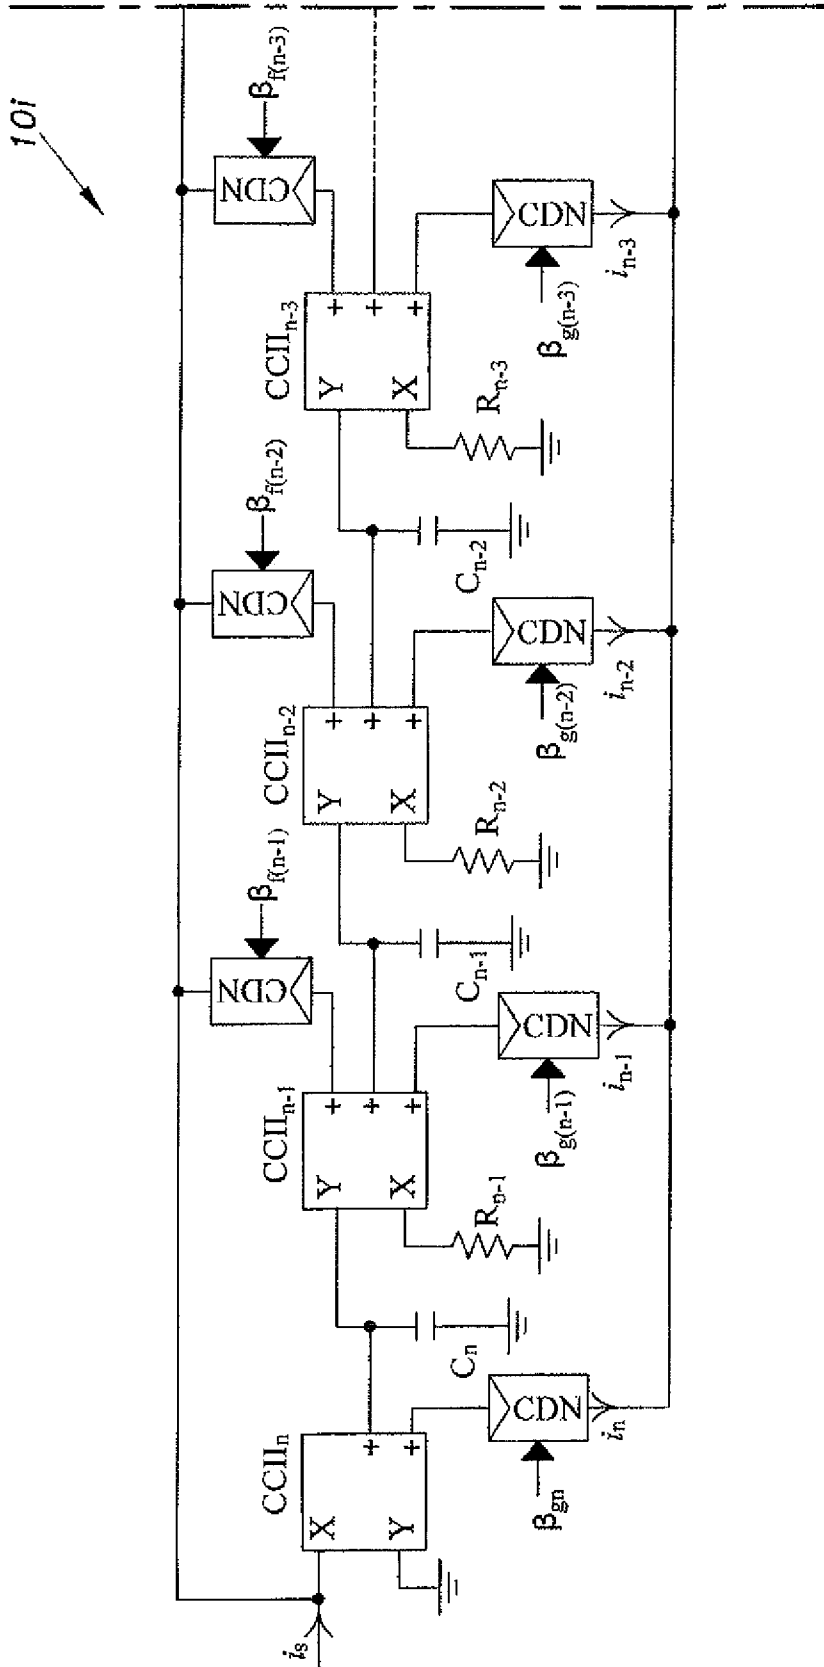 10i
β_f(n-1)
β_f(n-2)
β_f(n-3)
CDN
CDN
CDN
CCII_n
CCII_n-1
CCII_n-2
CCII_n-3
i_s
X
Y
+
+
Y
X
+
+
+
Y
X
+
+
+
Y
X
+
+
+
C_n
R_n-1
C_n-1
R_n-2
C_n-2
R_n-3
β_gn
CDN
i_n
β_g(n-1)
CDN
i_n-1
β_g(n-2)
CDN
i_n-2
β_g(n-3)
CDN
i_n-3